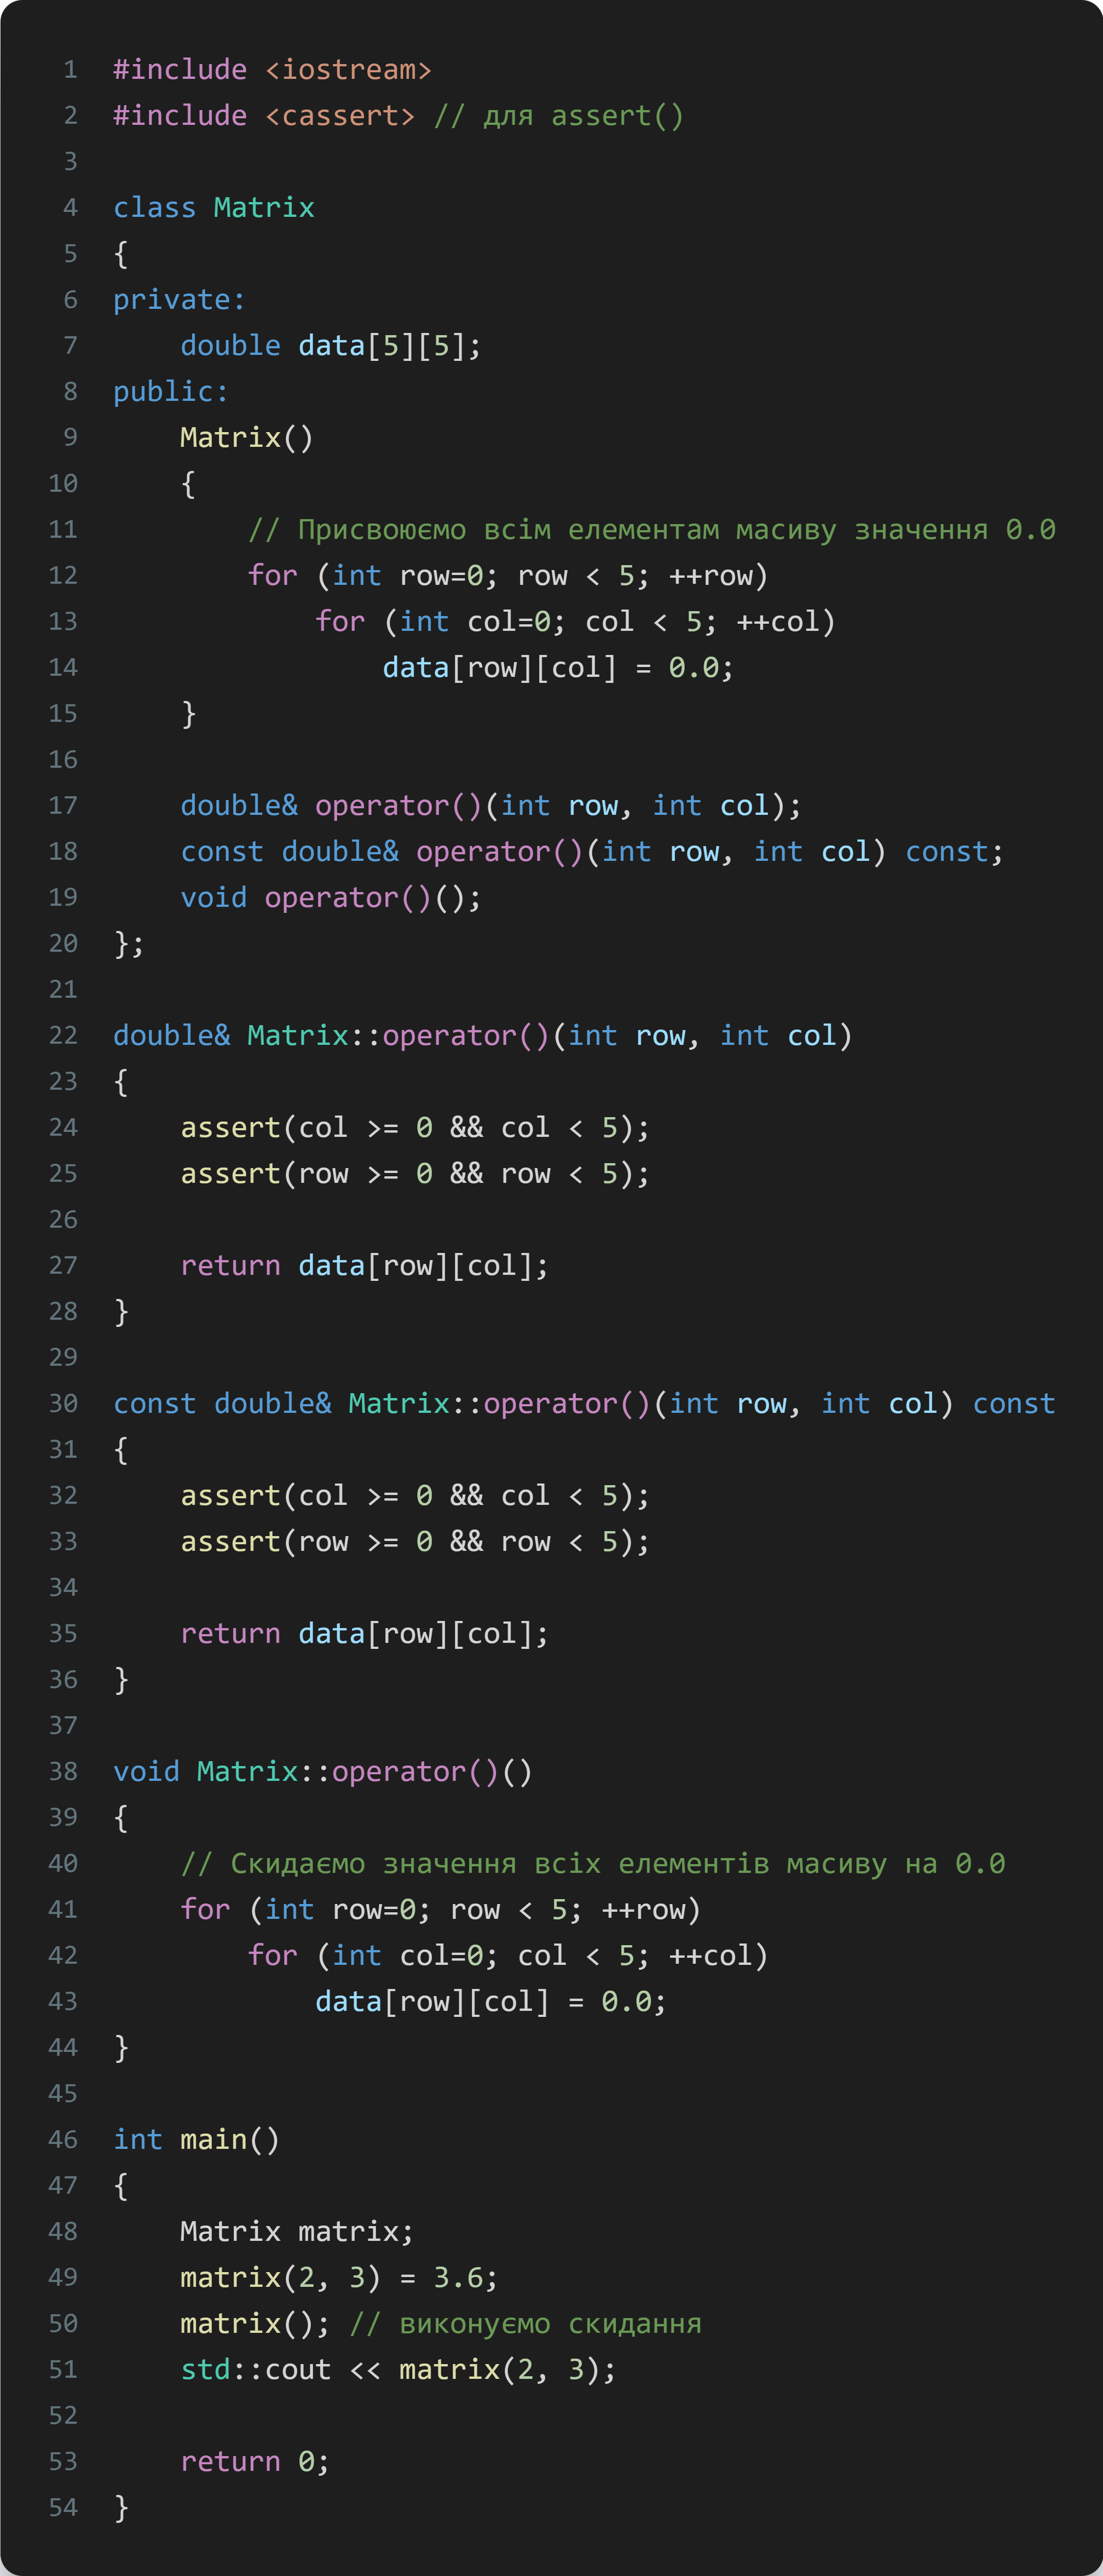 1 #include <iostream>
2 #include <cassert> // для assert()
3
4 class Matrix
5 {
6 private:
7     double data[5][5];
8 public:
9     Matrix()
10     {
11         // Присвоюємо всім елементам масиву значення 0.0
12         for (int row=0; row < 5; ++row)
13             for (int col=0; col < 5; ++col)
14                 data[row][col] = 0.0;
15     }
16
17     double& operator()(int row, int col);
18     const double& operator()(int row, int col) const;
19     void operator()();
20 };
21
22 double& Matrix::operator()(int row, int col)
23 {
24     assert(col >= 0 && col < 5);
25     assert(row >= 0 && row < 5);
26
27     return data[row][col];
28 }
29
30 const double& Matrix::operator()(int row, int col) const
31 {
32     assert(col >= 0 && col < 5);
33     assert(row >= 0 && row < 5);
34
35     return data[row][col];
36 }
37
38 void Matrix::operator()()
39 {
40     // Скидаємо значення всіх елементів масиву на 0.0
41     for (int row=0; row < 5; ++row)
42         for (int col=0; col < 5; ++col)
43             data[row][col] = 0.0;
44 }
45
46 int main()
47 {
48     Matrix matrix;
49     matrix(2, 3) = 3.6;
50     matrix(); // виконуємо скидання
51     std::cout << matrix(2, 3);
52
53     return 0;
54 }